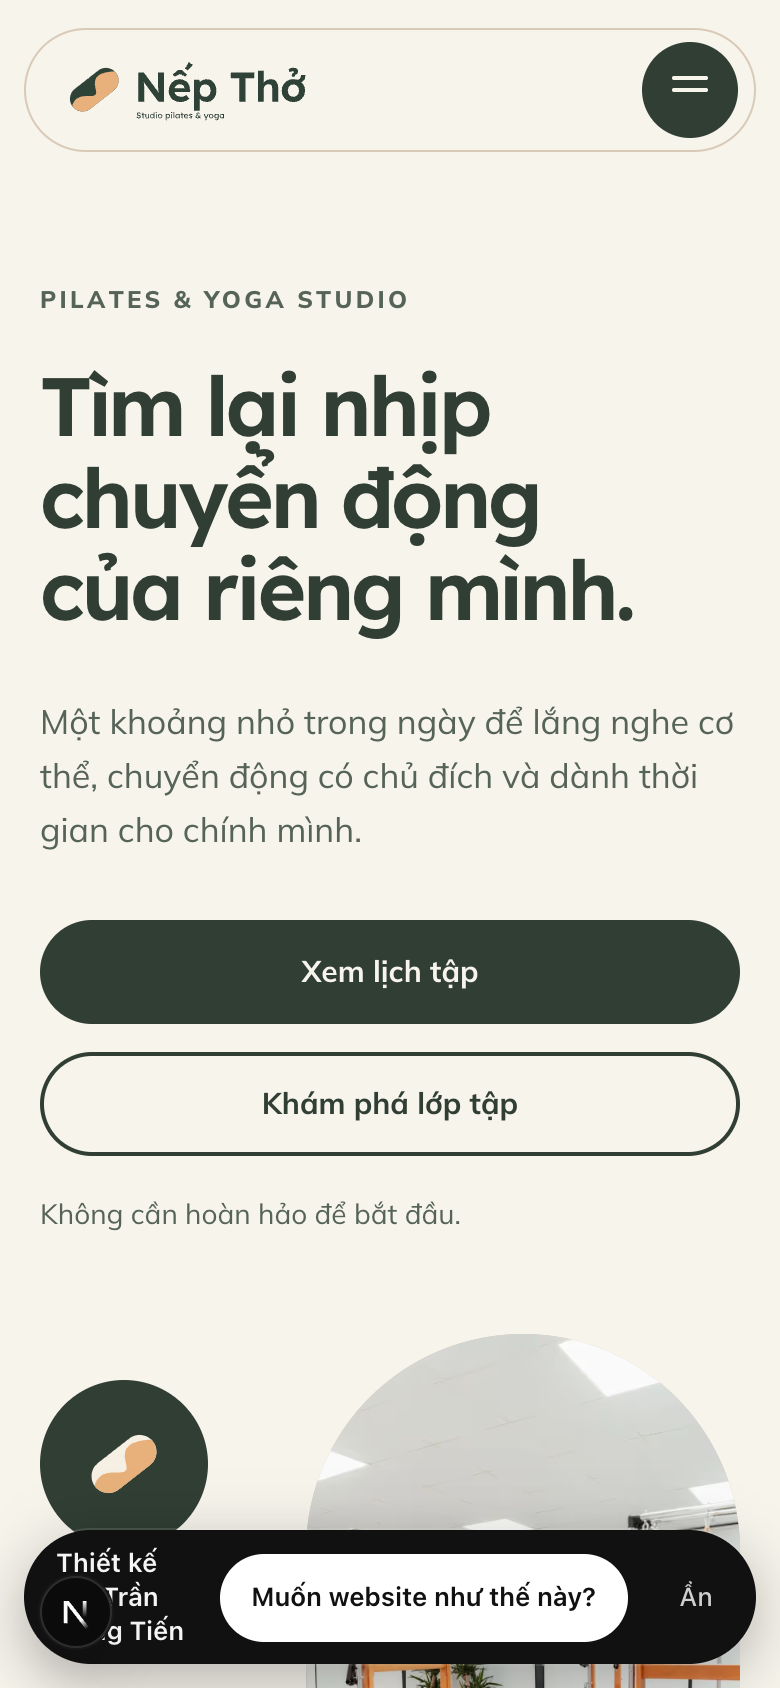 Nếp Thở
Studio pilates & yoga
PILATES & YOGA STUDIO
Tìm lại nhịp
chuyển động
của riêng mình.
Một khoảng nhỏ trong ngày để lắng nghe cơ
thể, chuyển động có chủ đích và dành thời
gian cho chính mình.
Xem lịch tập
Khám phá lớp tập
Không cần hoàn hảo để bắt đầu.
Thiết kế
Trần
Tiến
Muốn website như thế này?
Ẩn
N